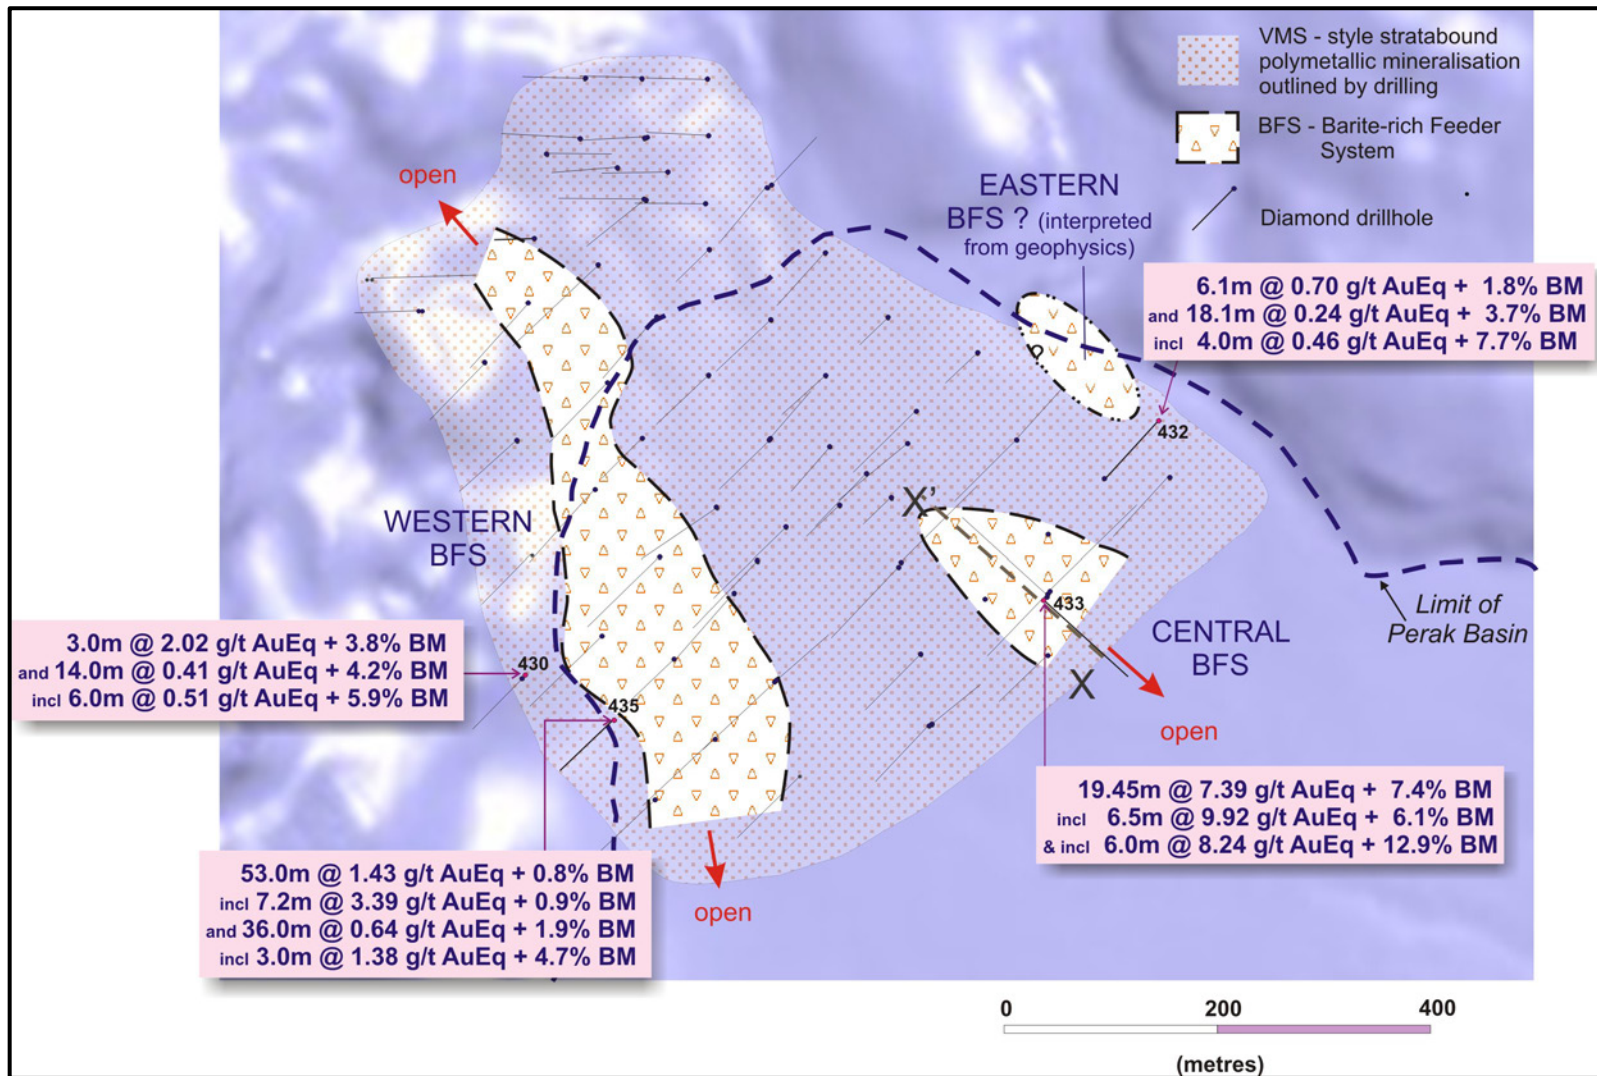 VMS - style stratabound
polymetallic mineralisation
outlined by drilling
BFS - Barite-rich Feeder
System
Diamond drillhole
open
EASTERN
BFS ? (interpreted
from geophysics)
6.1m @ 0.70 g/t AuEq + 1.8% BM
and 18.1m @ 0.24 g/t AuEq + 3.7% BM
incl 4.0m @ 0.46 g/t AuEq + 7.7% BM
432
X'
WESTERN
BFS
433
Limit of
Perak Basin
CENTRAL
BFS
X
3.0m @ 2.02 g/t AuEq + 3.8% BM
and 14.0m @ 0.41 g/t AuEq + 4.2% BM
incl 6.0m @ 0.51 g/t AuEq + 5.9% BM
430
435
open
19.45m @ 7.39 g/t AuEq + 7.4% BM
incl 6.5m @ 9.92 g/t AuEq + 6.1% BM
& incl 6.0m @ 8.24 g/t AuEq + 12.9% BM
53.0m @ 1.43 g/t AuEq + 0.8% BM
incl 7.2m @ 3.39 g/t AuEq + 0.9% BM
and 36.0m @ 0.64 g/t AuEq + 1.9% BM
incl 3.0m @ 1.38 g/t AuEq + 4.7% BM
open
0 200 400
(metres)